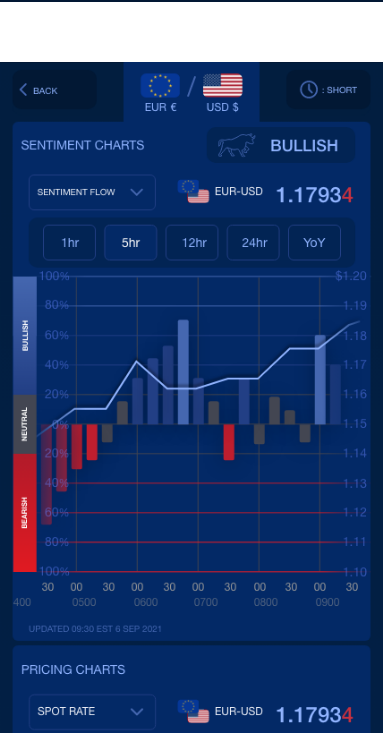 BACK
/
: SHORT
EUR € USD $
SENTIMENT CHARTS
BULLISH
SENTIMENT FLOW
EUR-USD 1.17934
1hr 5hr 12hr 24hr YoY
100% $1.20
80% 1.19
BULLISH
60% 1.18
40% 1.17
20% 1.16
NEUTRAL
0% 1.15
20% 1.14
40% 1.13
BEARISH
60% 1.12
80% 1.11
100% 1.10
30 00 30 00 30 00 30 00 30 00 30
400 0500 0600 0700 0800 0900
UPDATED 09:30 EST 6 SEP 2021
PRICING CHARTS
SPOT RATE
EUR-USD 1.17934